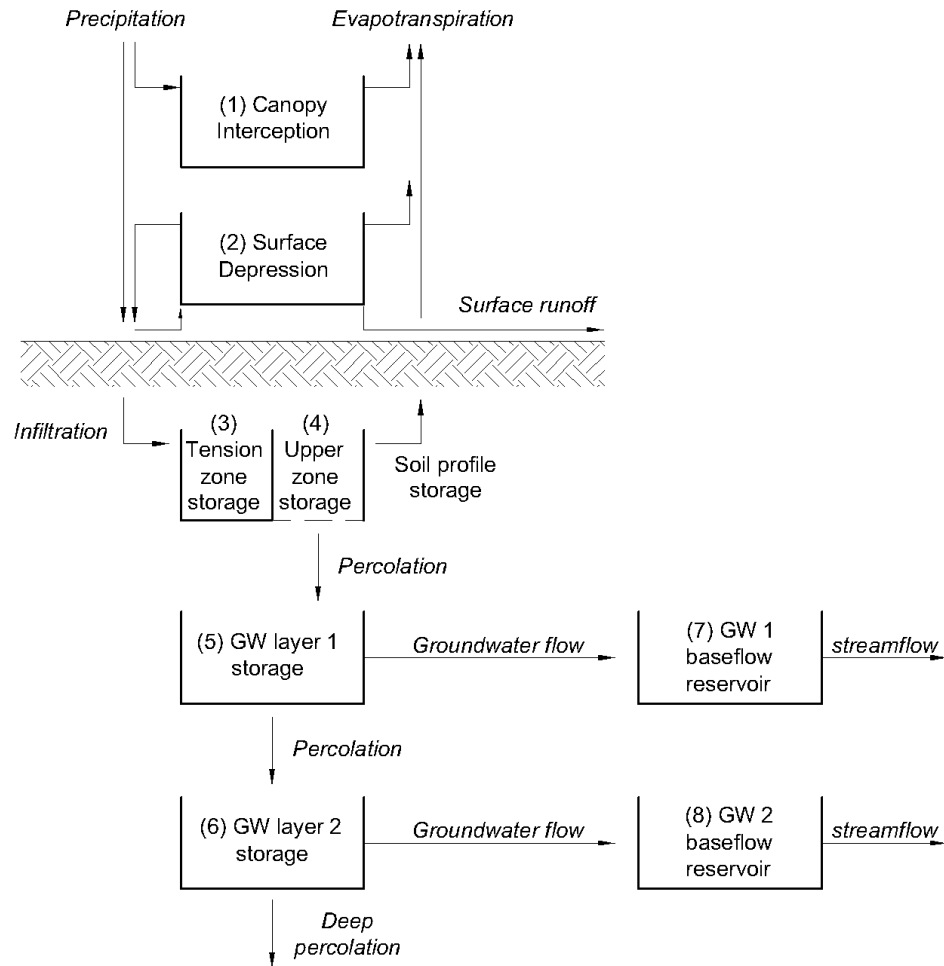 Precipitation
Evapotranspiration
(1) Canopy
Interception
(2) Surface
Depression
Surface runoff
Infiltration
(3)
Tension
zone
storage
(4)
Upper
zone
storage
Soil profile
storage
Percolation
(5) GW layer 1
storage
Groundwater flow
(7) GW 1
baseflow
reservoir
streamflow
Percolation
(6) GW layer 2
storage
Groundwater flow
(8) GW 2
baseflow
reservoir
streamflow
Deep
percolation